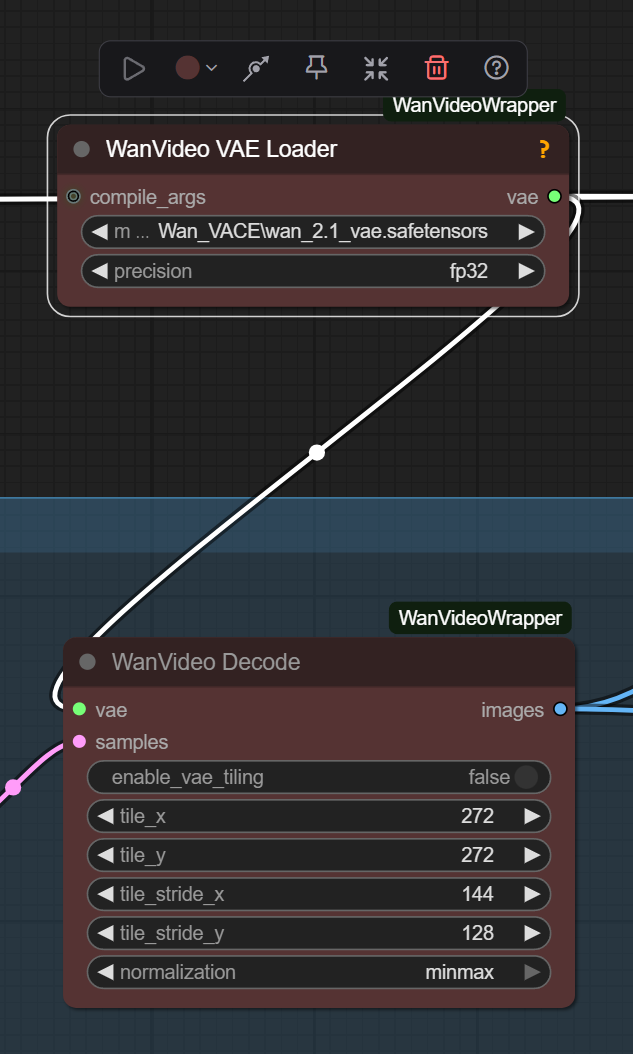 WanVideoWrapper
WanVideo VAE Loader ?
compile_args vae
m ... Wan_VACE\wan_2.1_vae.safetensors
precision fp32
WanVideoWrapper
WanVideo Decode
vae images
samples
enable_vae_tiling false
tile_x 272
tile_y 272
tile_stride_x 144
tile_stride_y 128
normalization minmax